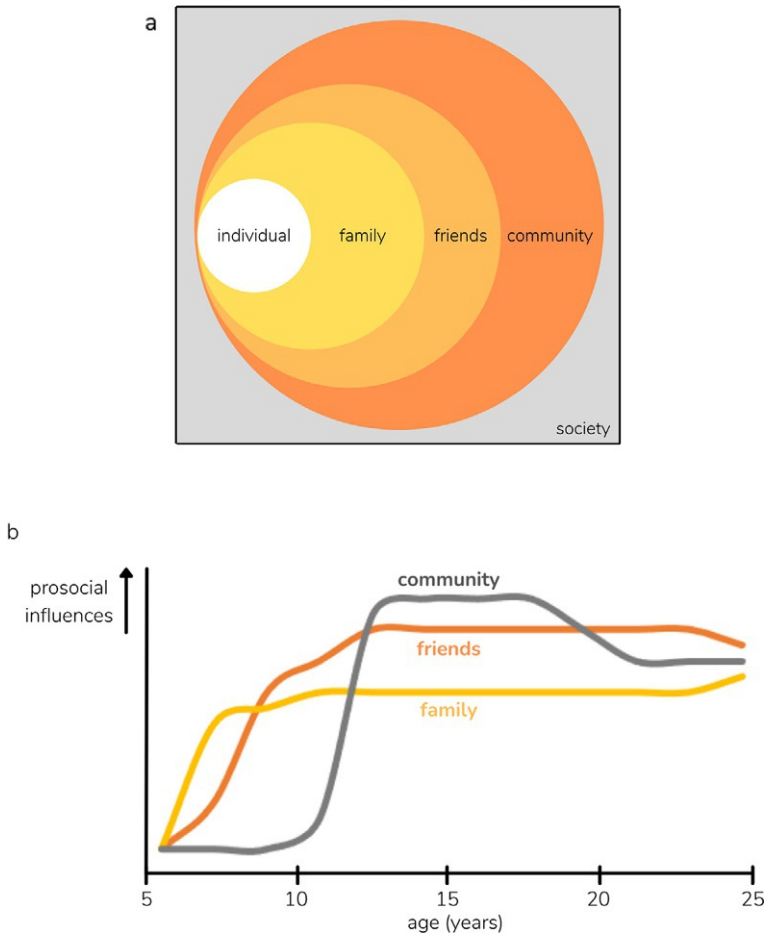 a
individual
family
friends
community
society
b
prosocial
influences
community
friends
family
5
10
15
20
25
age (years)